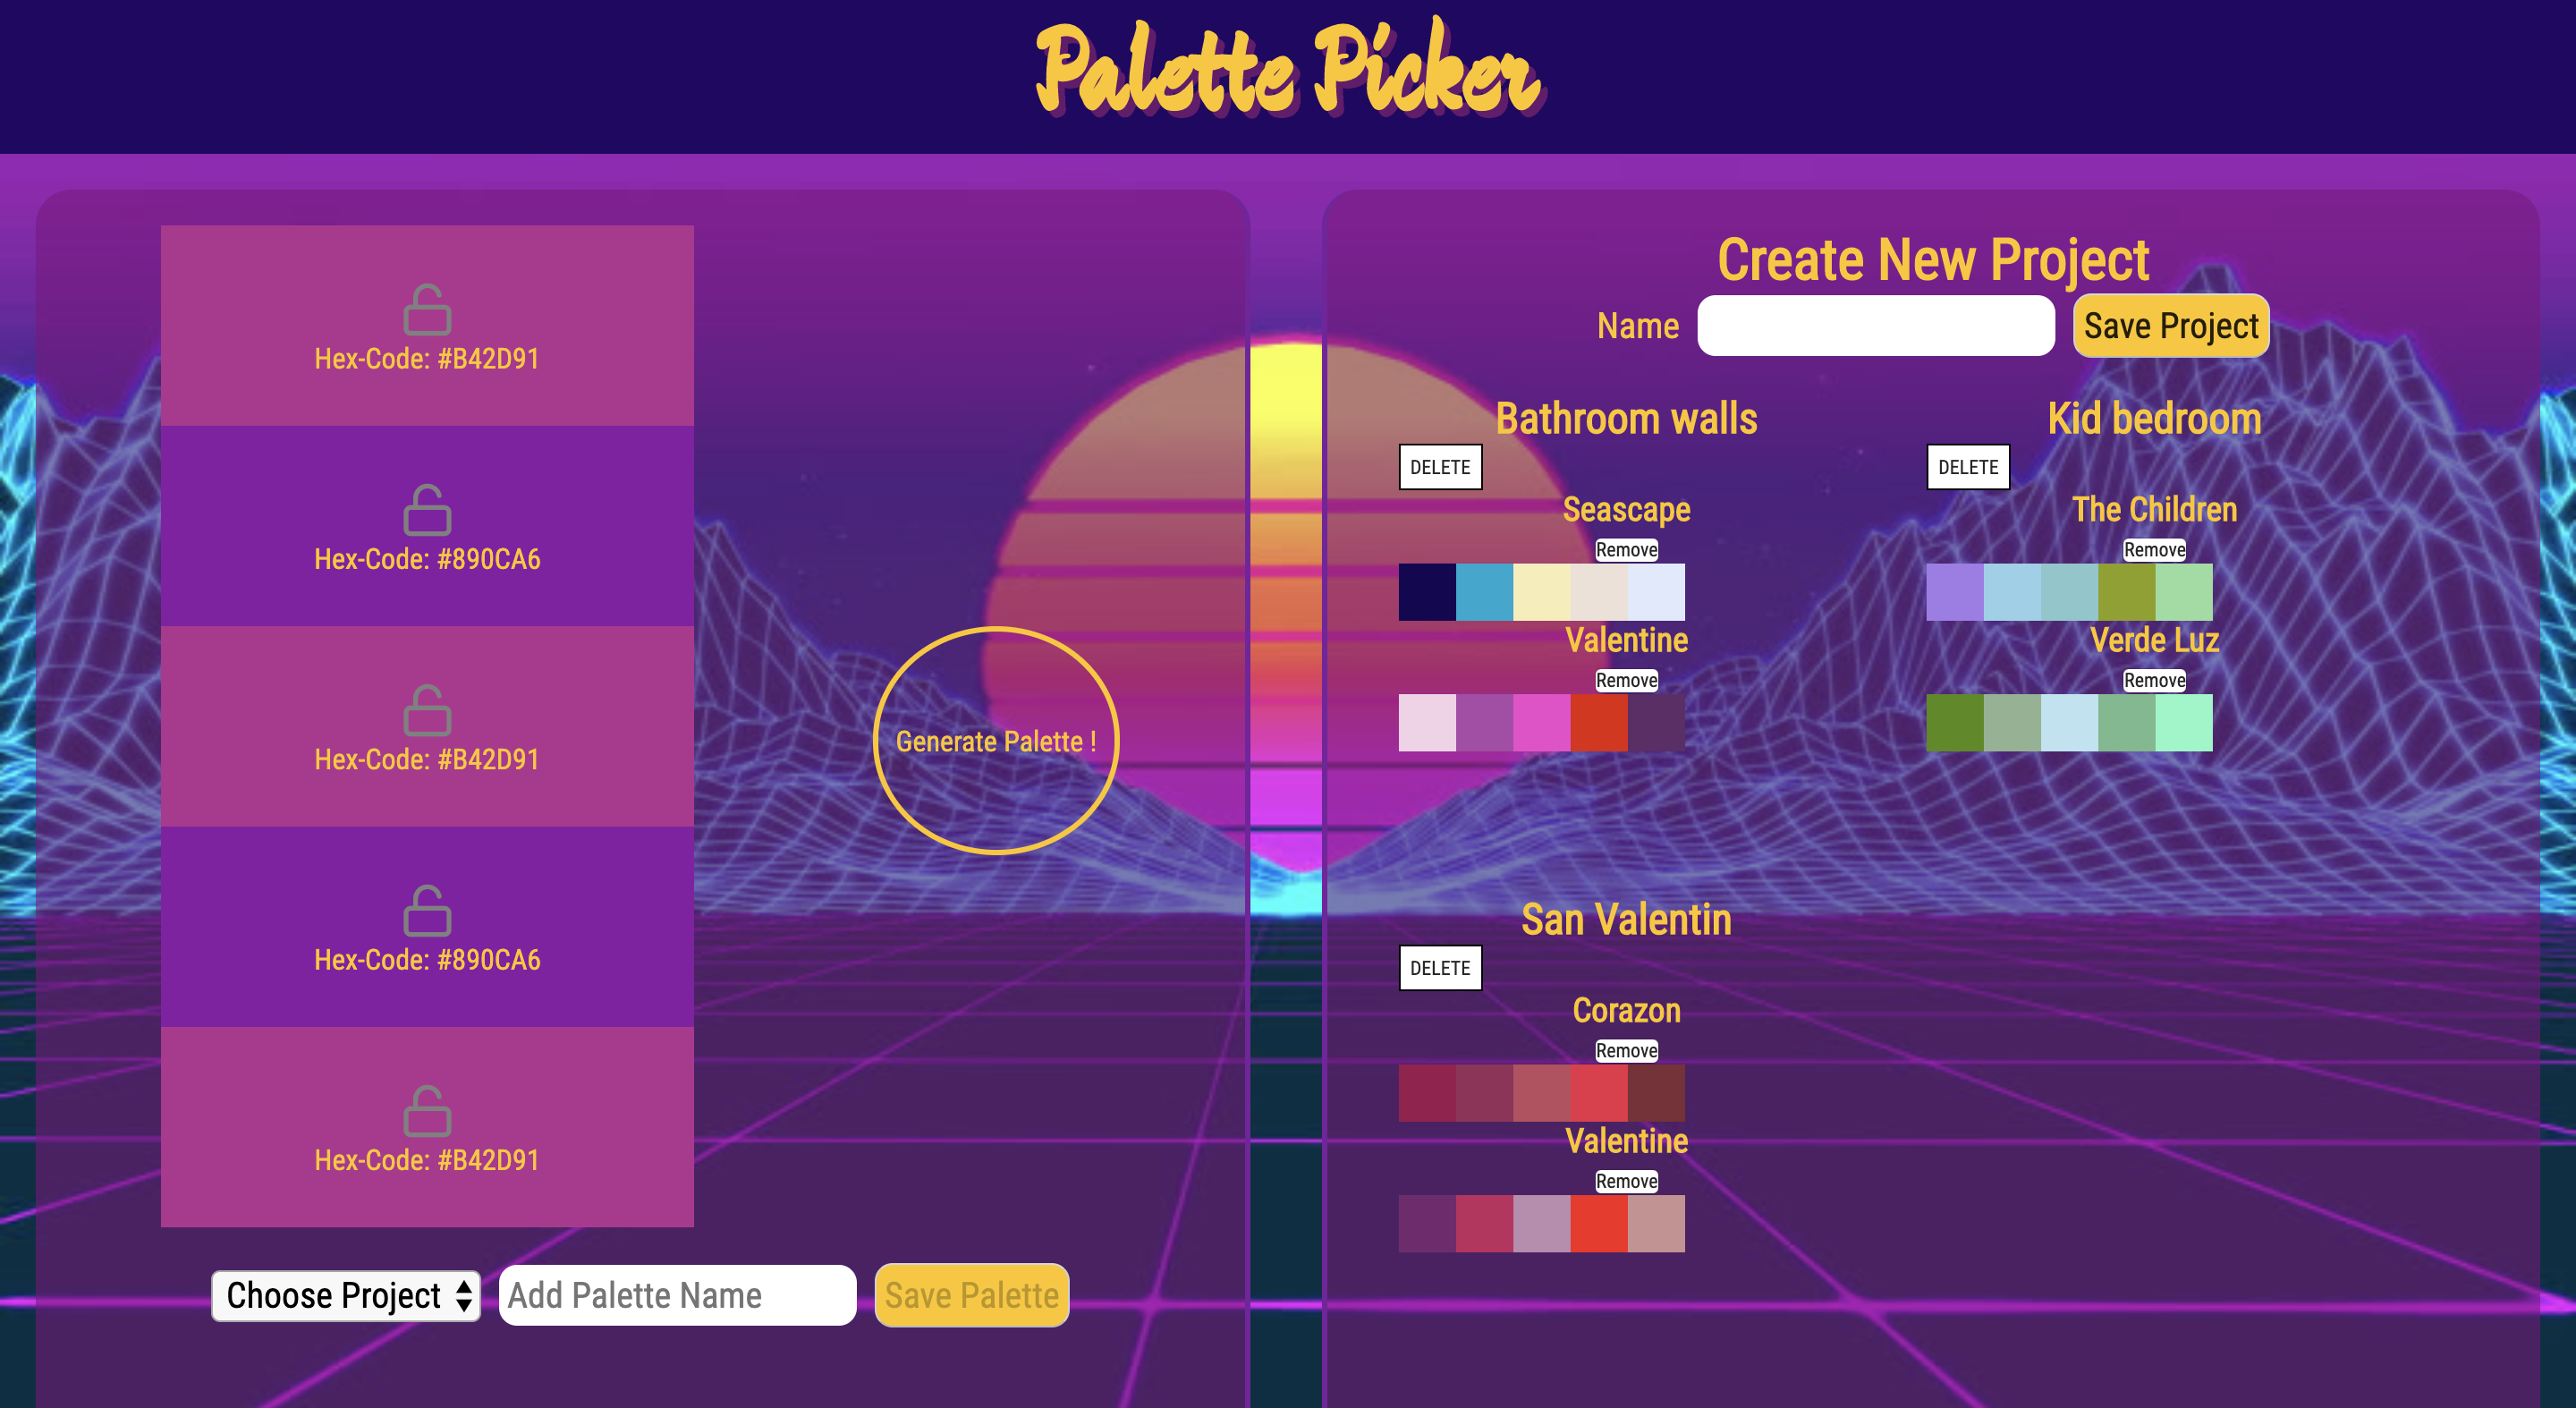 Palette Picker
Hex-Code: #B42D91
Hex-Code: #890CA6
Hex-Code: #B42D91
Hex-Code: #890CA6
Hex-Code: #B42D91
Generate Palette !
Choose Project
Add Palette Name
Save Palette
Create New Project
Name
Save Project
Bathroom walls
DELETE
Seascape
Remove
Valentine
Remove
Kid bedroom
DELETE
The Children
Remove
Verde Luz
Remove
San Valentin
DELETE
Corazon
Remove
Valentine
Remove